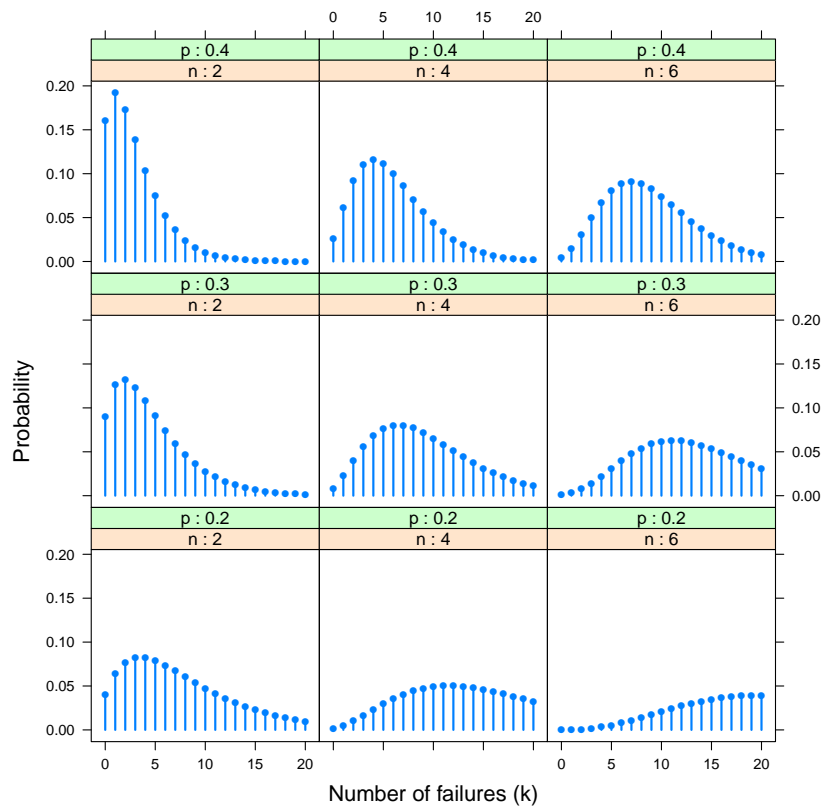 0 5 10 15 20
p : 0.4 p : 0.4 p : 0.4
n : 2 n : 4 n : 6
0.20
0.15
0.10
0.05
0.00
p : 0.3 p : 0.3 p : 0.3
n : 2 n : 4 n : 6
0.20
0.15
0.10
0.05
0.00
Probability
p : 0.2 p : 0.2 p : 0.2
n : 2 n : 4 n : 6
0.20
0.15
0.10
0.05
0.00
0 5 10 15 20 0 5 10 15 20
Number of failures (k)